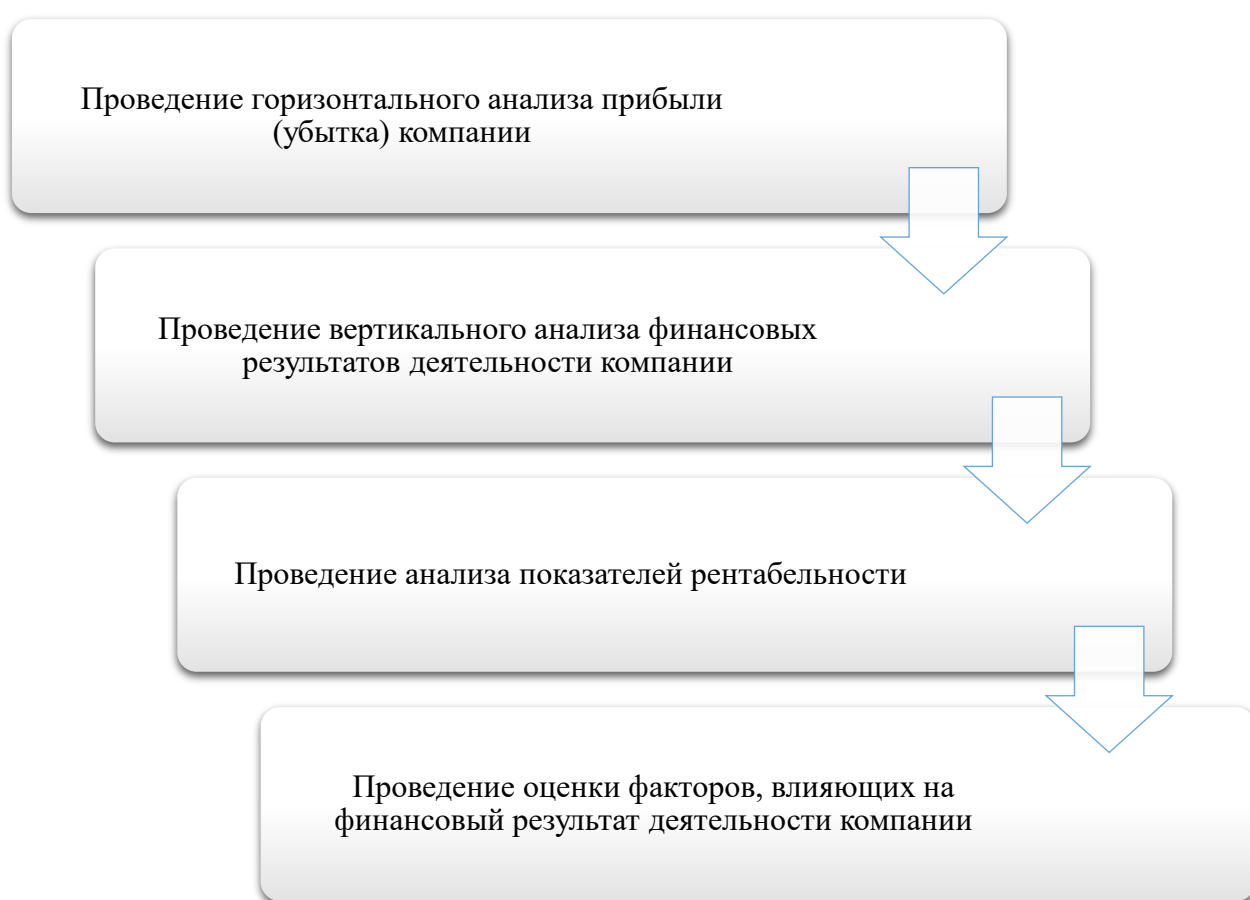 Проведение горизонтального анализа прибыли
(убытка) компании
Проведение вертикального анализа финансовых
результатов деятельности компании
Проведение анализа показателей рентабельности
Проведение оценки факторов, влияющих на
финансовый результат деятельности компании